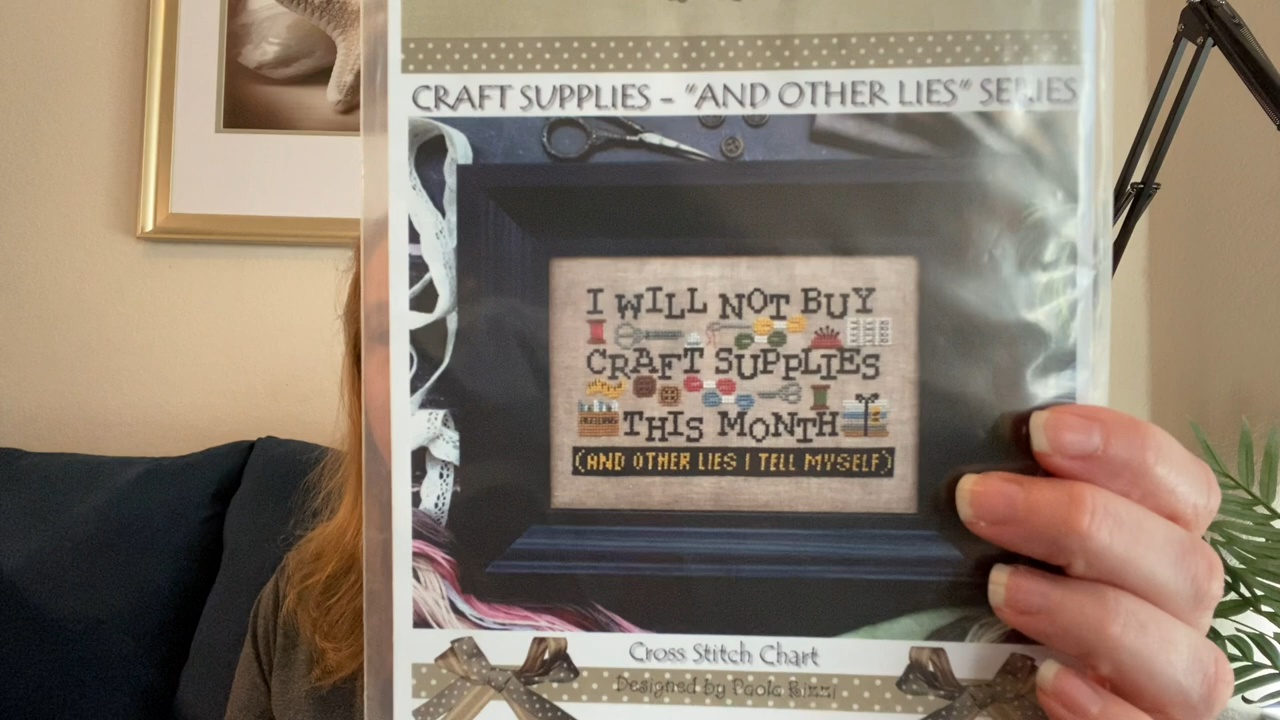 CRAFT SUPPLIES - "AND OTHER LIES" SERIES
I WILL NOT BUY
CRAFT SUPPLIES
THIS MONTH
(AND OTHER LIES I TELL MYSELF)
Cross Stitch Chart
Designed by Paola Rizzi